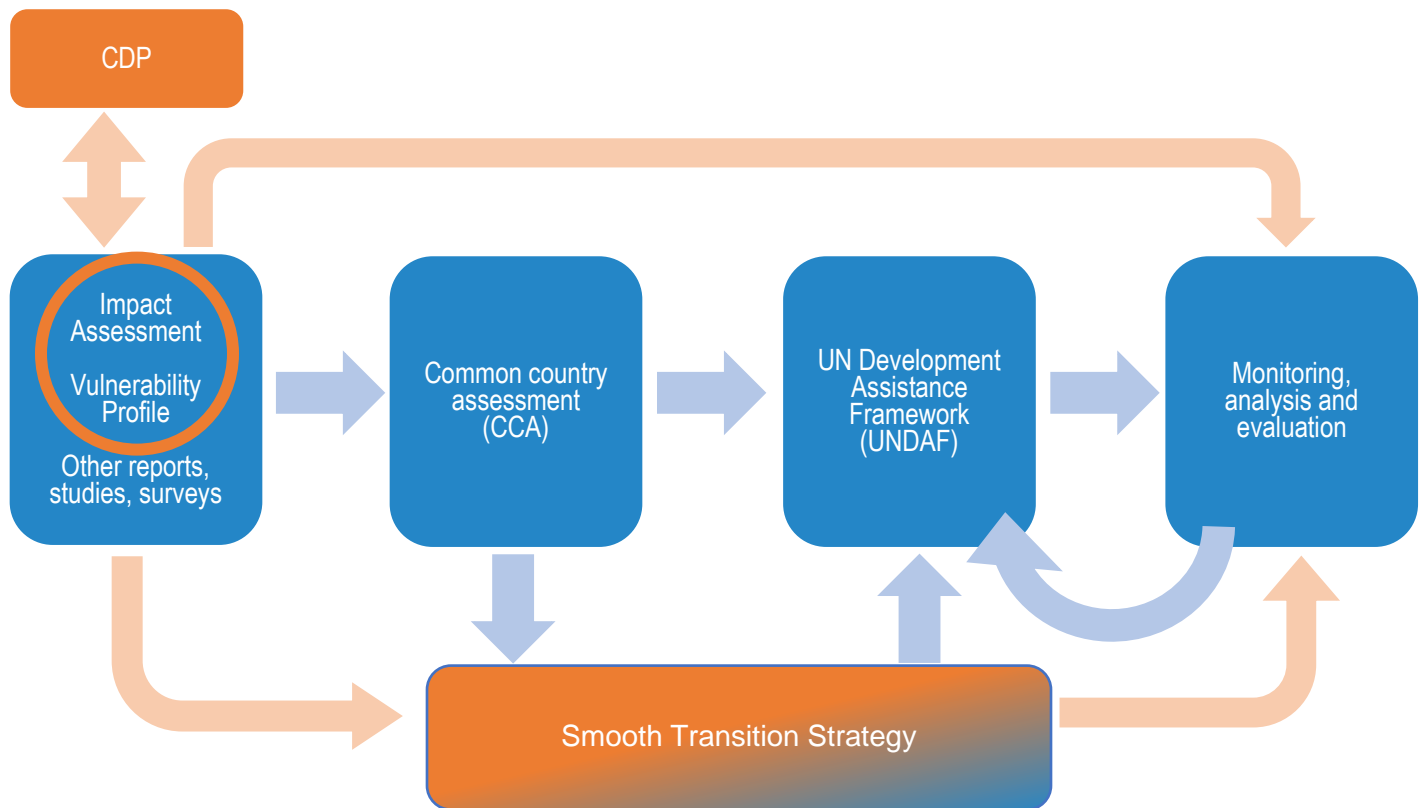 CDP
Impact
Assessment
Vulnerability
Profile
Other reports,
studies, surveys
Common country
assessment
(CCA)
UN Development
Assistance
Framework
(UNDAF)
Monitoring,
analysis and
evaluation
Smooth Transition Strategy